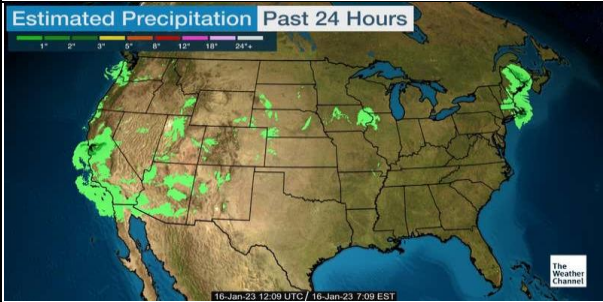 Estimated Precipitation Past 24 Hours
1" 2" 3" 5" 8" 12" 18" 24"+
The
Weather
Channel
16-Jan-23 12:09 UTC / 16-Jan-23 7:09 EST